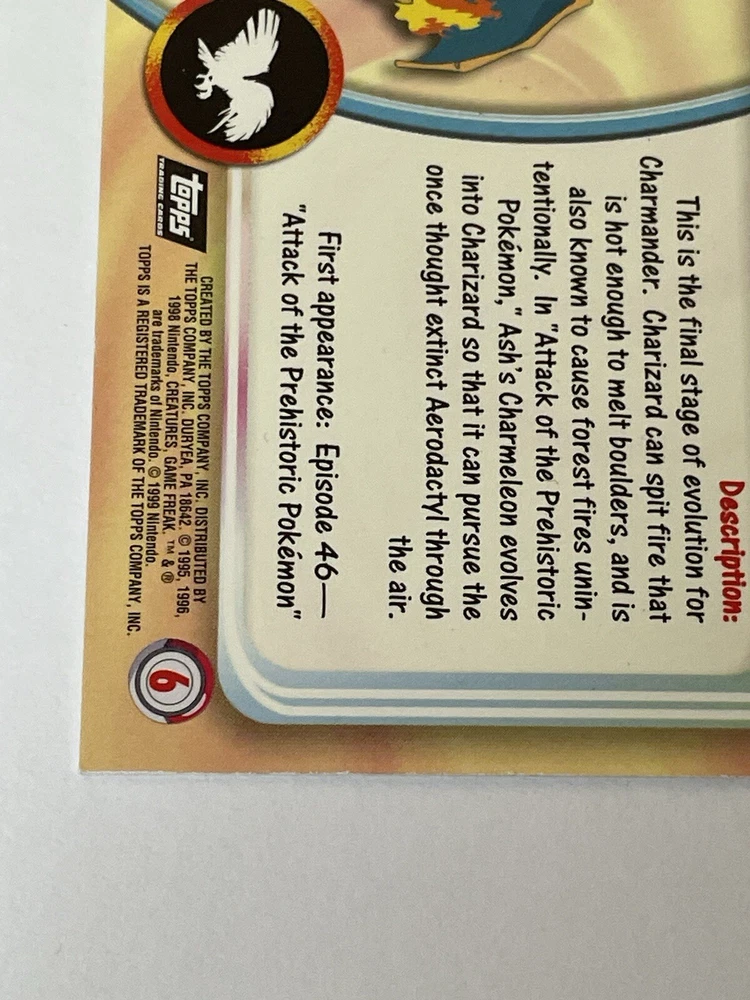 Description:
This is the final stage of evolution for
Charmander. Charizard can spit fire that
is hot enough to melt boulders, and is
also known to cause forest fires unin-
tentionally. In "Attack of the Prehistoric
Pokémon," Ash's Charmeleon evolves
into Charizard so that it can pursue the
once thought extinct Aerodactyl through
the air.
First appearance: Episode 46—
"Attack of the Prehistoric Pokémon"
topps®
TRADING CARDS
CREATED BY THE TOPPS COMPANY, INC. DISTRIBUTED BY
THE TOPPS COMPANY, INC. DURYEA, PA 18642. © 1995, 1996,
1998 Nintendo, CREATURES, GAME FREAK. ™ & ®
are trademarks of Nintendo. © 1999 Nintendo.
TOPPS IS A REGISTERED TRADEMARK OF THE TOPPS COMPANY, INC.
6